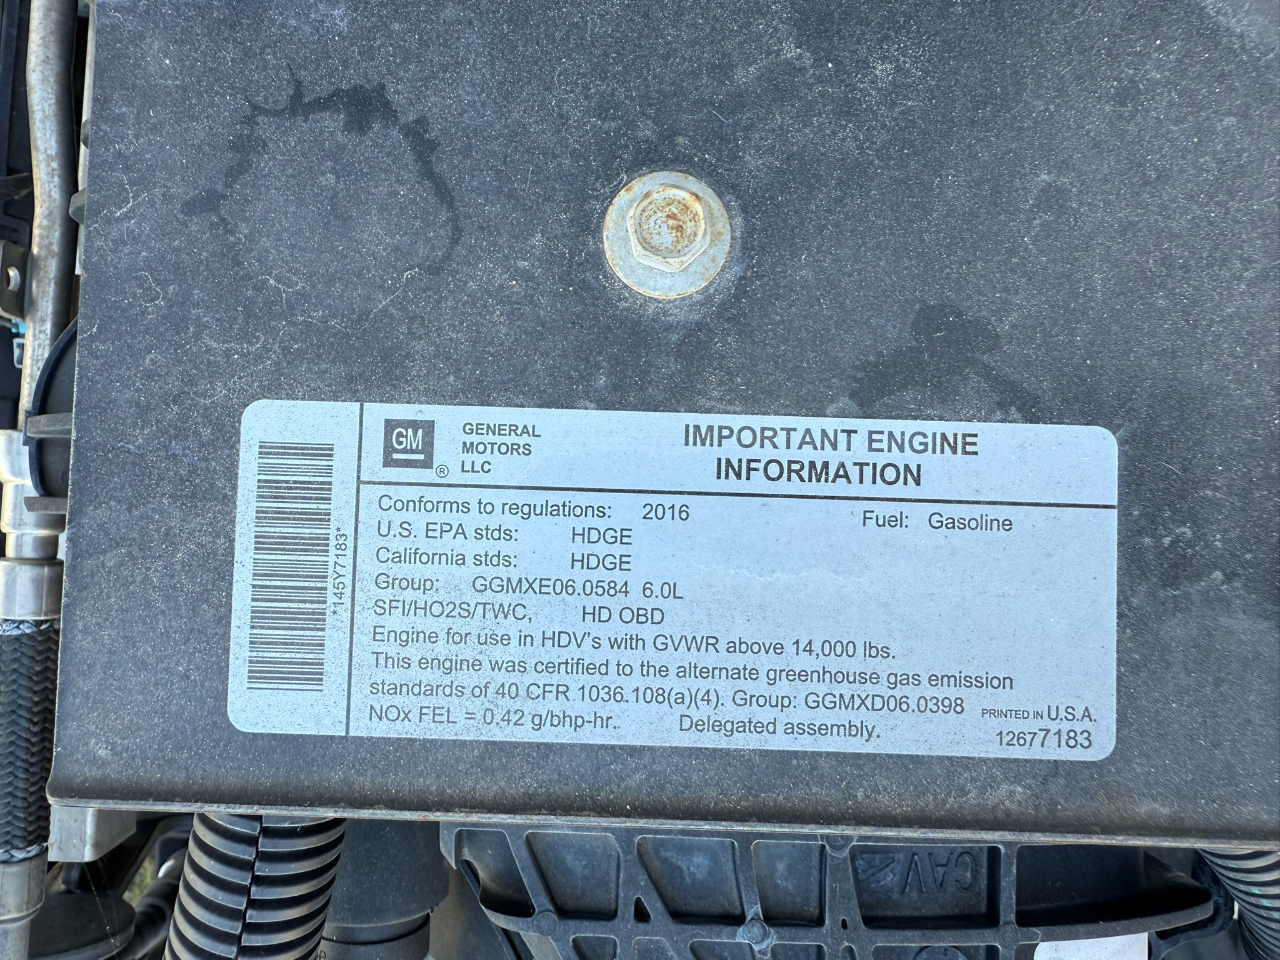 GM
®
GENERAL
MOTORS
LLC
IMPORTANT ENGINE
INFORMATION
*145Y7183*
Conforms to regulations: 2016
Fuel: Gasoline
U.S. EPA stds: HDGE
California stds: HDGE
Group: GGMXE06.0584 6.0L
SFI/HO2S/TWC, HD OBD
Engine for use in HDV's with GVWR above 14,000 lbs.
This engine was certified to the alternate greenhouse gas emission
standards of 40 CFR 1036.108(a)(4). Group: GGMXD06.0398
NOx FEL = 0.42 g/bhp-hr. Delegated assembly.
PRINTED IN U.S.A.
12677183
CAV